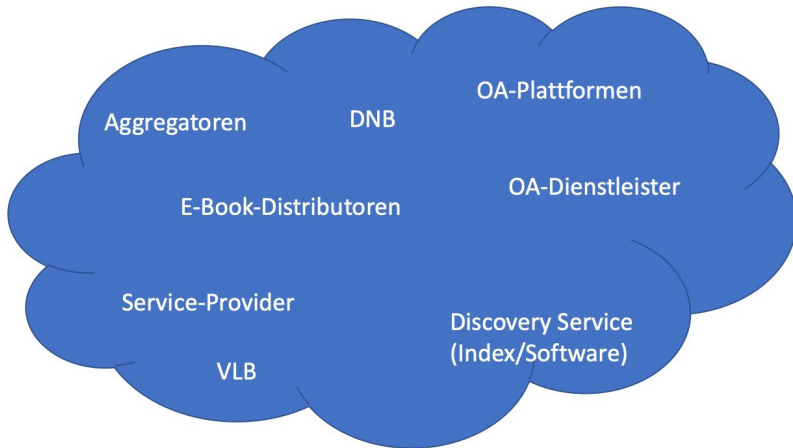 OA-Plattformen
Aggregatoren
DNB
OA-Dienstleister
E-Book-Distributoren
Service-Provider
Discovery Service
(Index/Software)
VLB